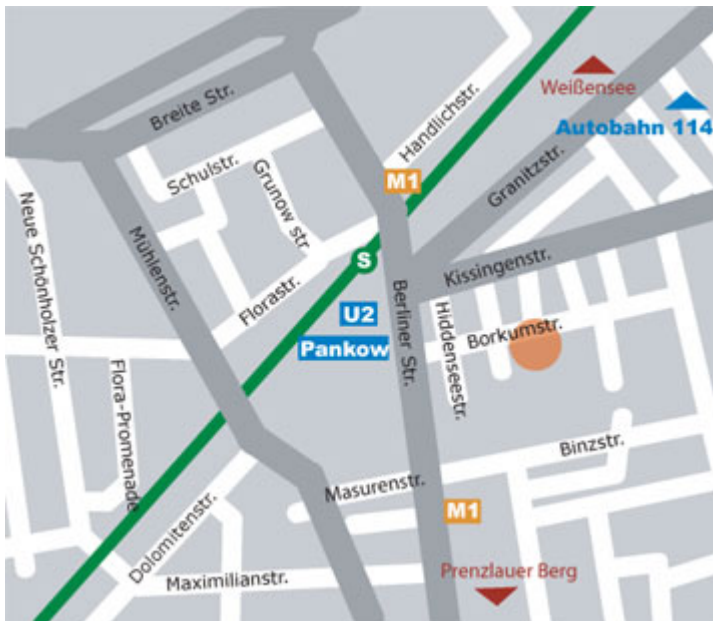 Weißensee
Autobahn 114
Breite Str.
Handlichstr.
Schulstr.
Grunow str
M1
Granitzstr.
Neue Schönholzer Str.
Mühlenstr.
S
Kissingenstr.
Florastr.
U2
Pankow
Berliner Str.
Hiddenseestr.
Borkumstr.
Flora-Promenade
Binzstr.
Masurenstr.
M1
Dolomitenstr.
Maximilianstr.
Prenzlauer Berg